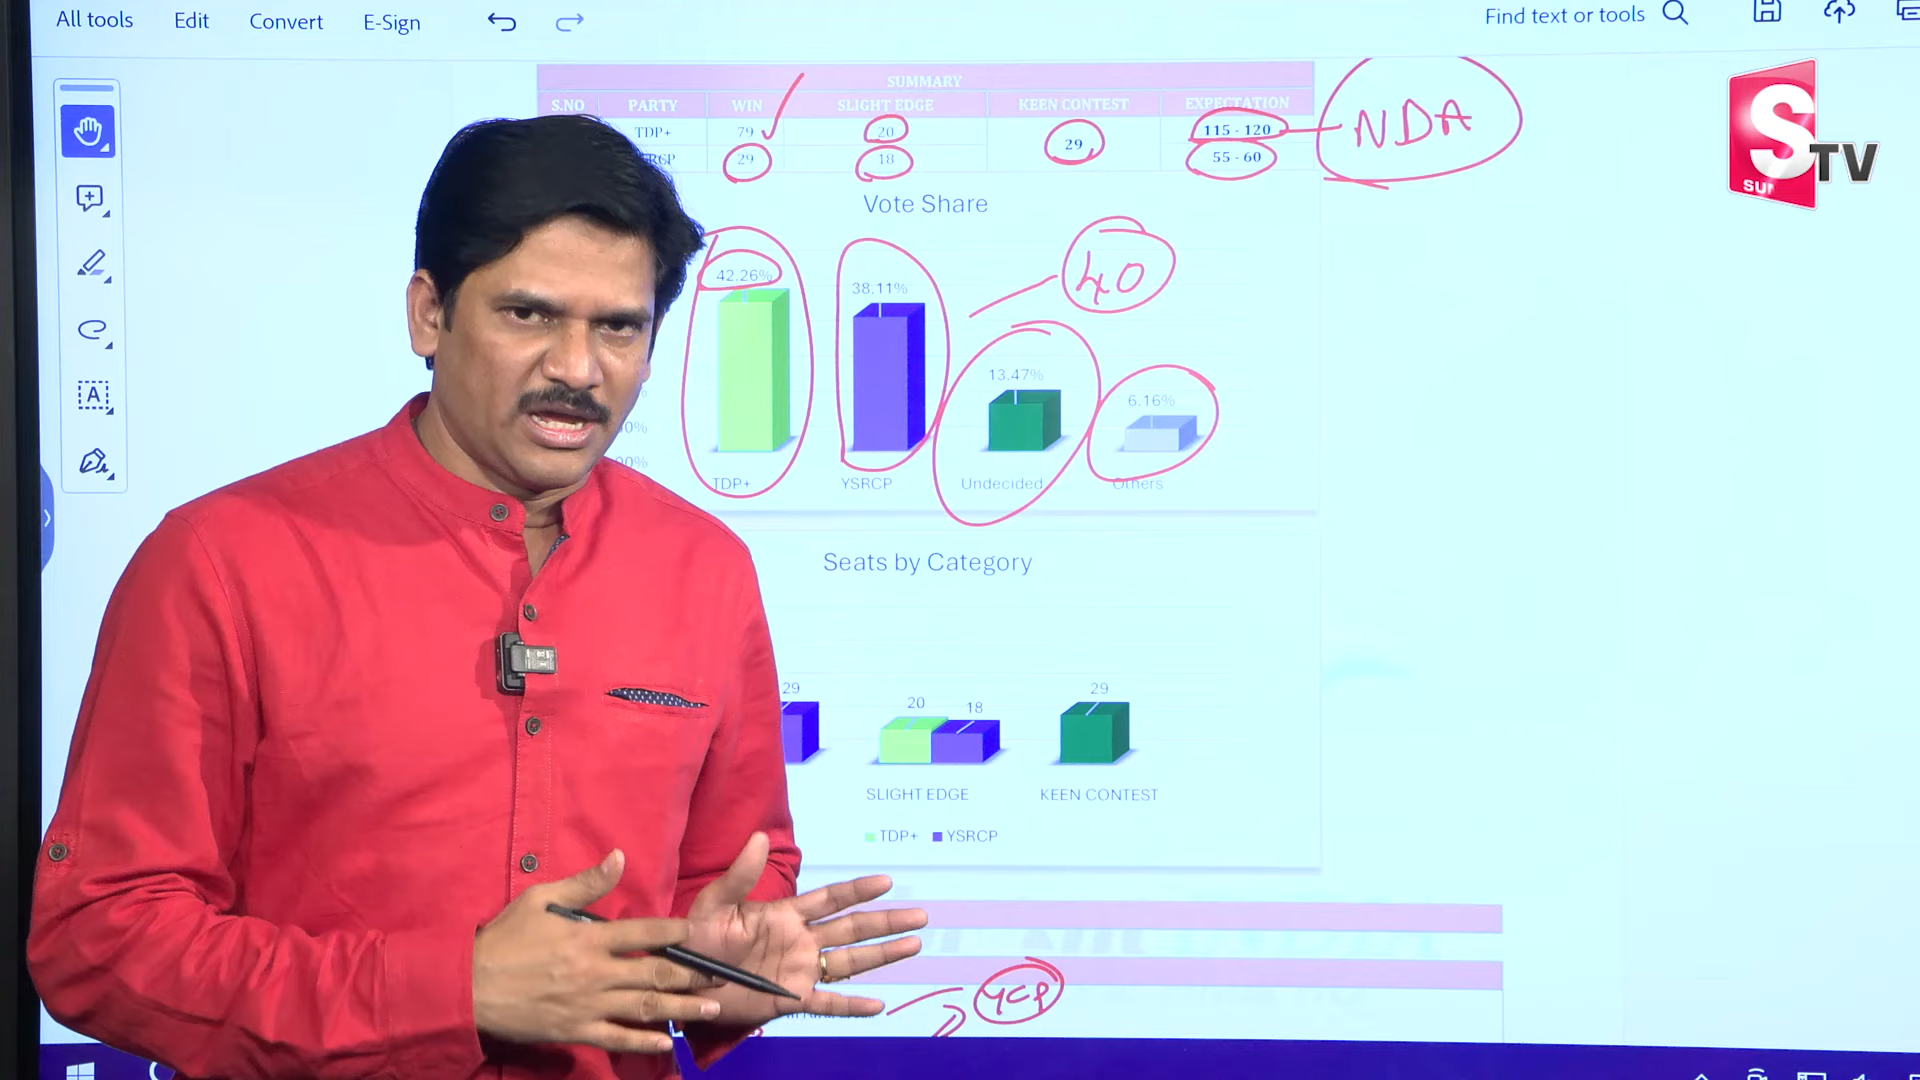 All tools Edit Convert E-Sign Find text or tools
SUMMARY
S.NO PARTY WIN SLIGHT EDGE KEEN CONTEST EXPECTATION
TDP+ 79 20 29 115 - 120
29 18 55 - 60
NDA
S
SUN
TV
Vote Share
42.26%
38.11%
13.47%
6.16%
40
TDP+ YSRCP Undecided Others
Seats by Category
29 20 18 29
SLIGHT EDGE KEEN CONTEST
TDP+ YSRCP
YCP